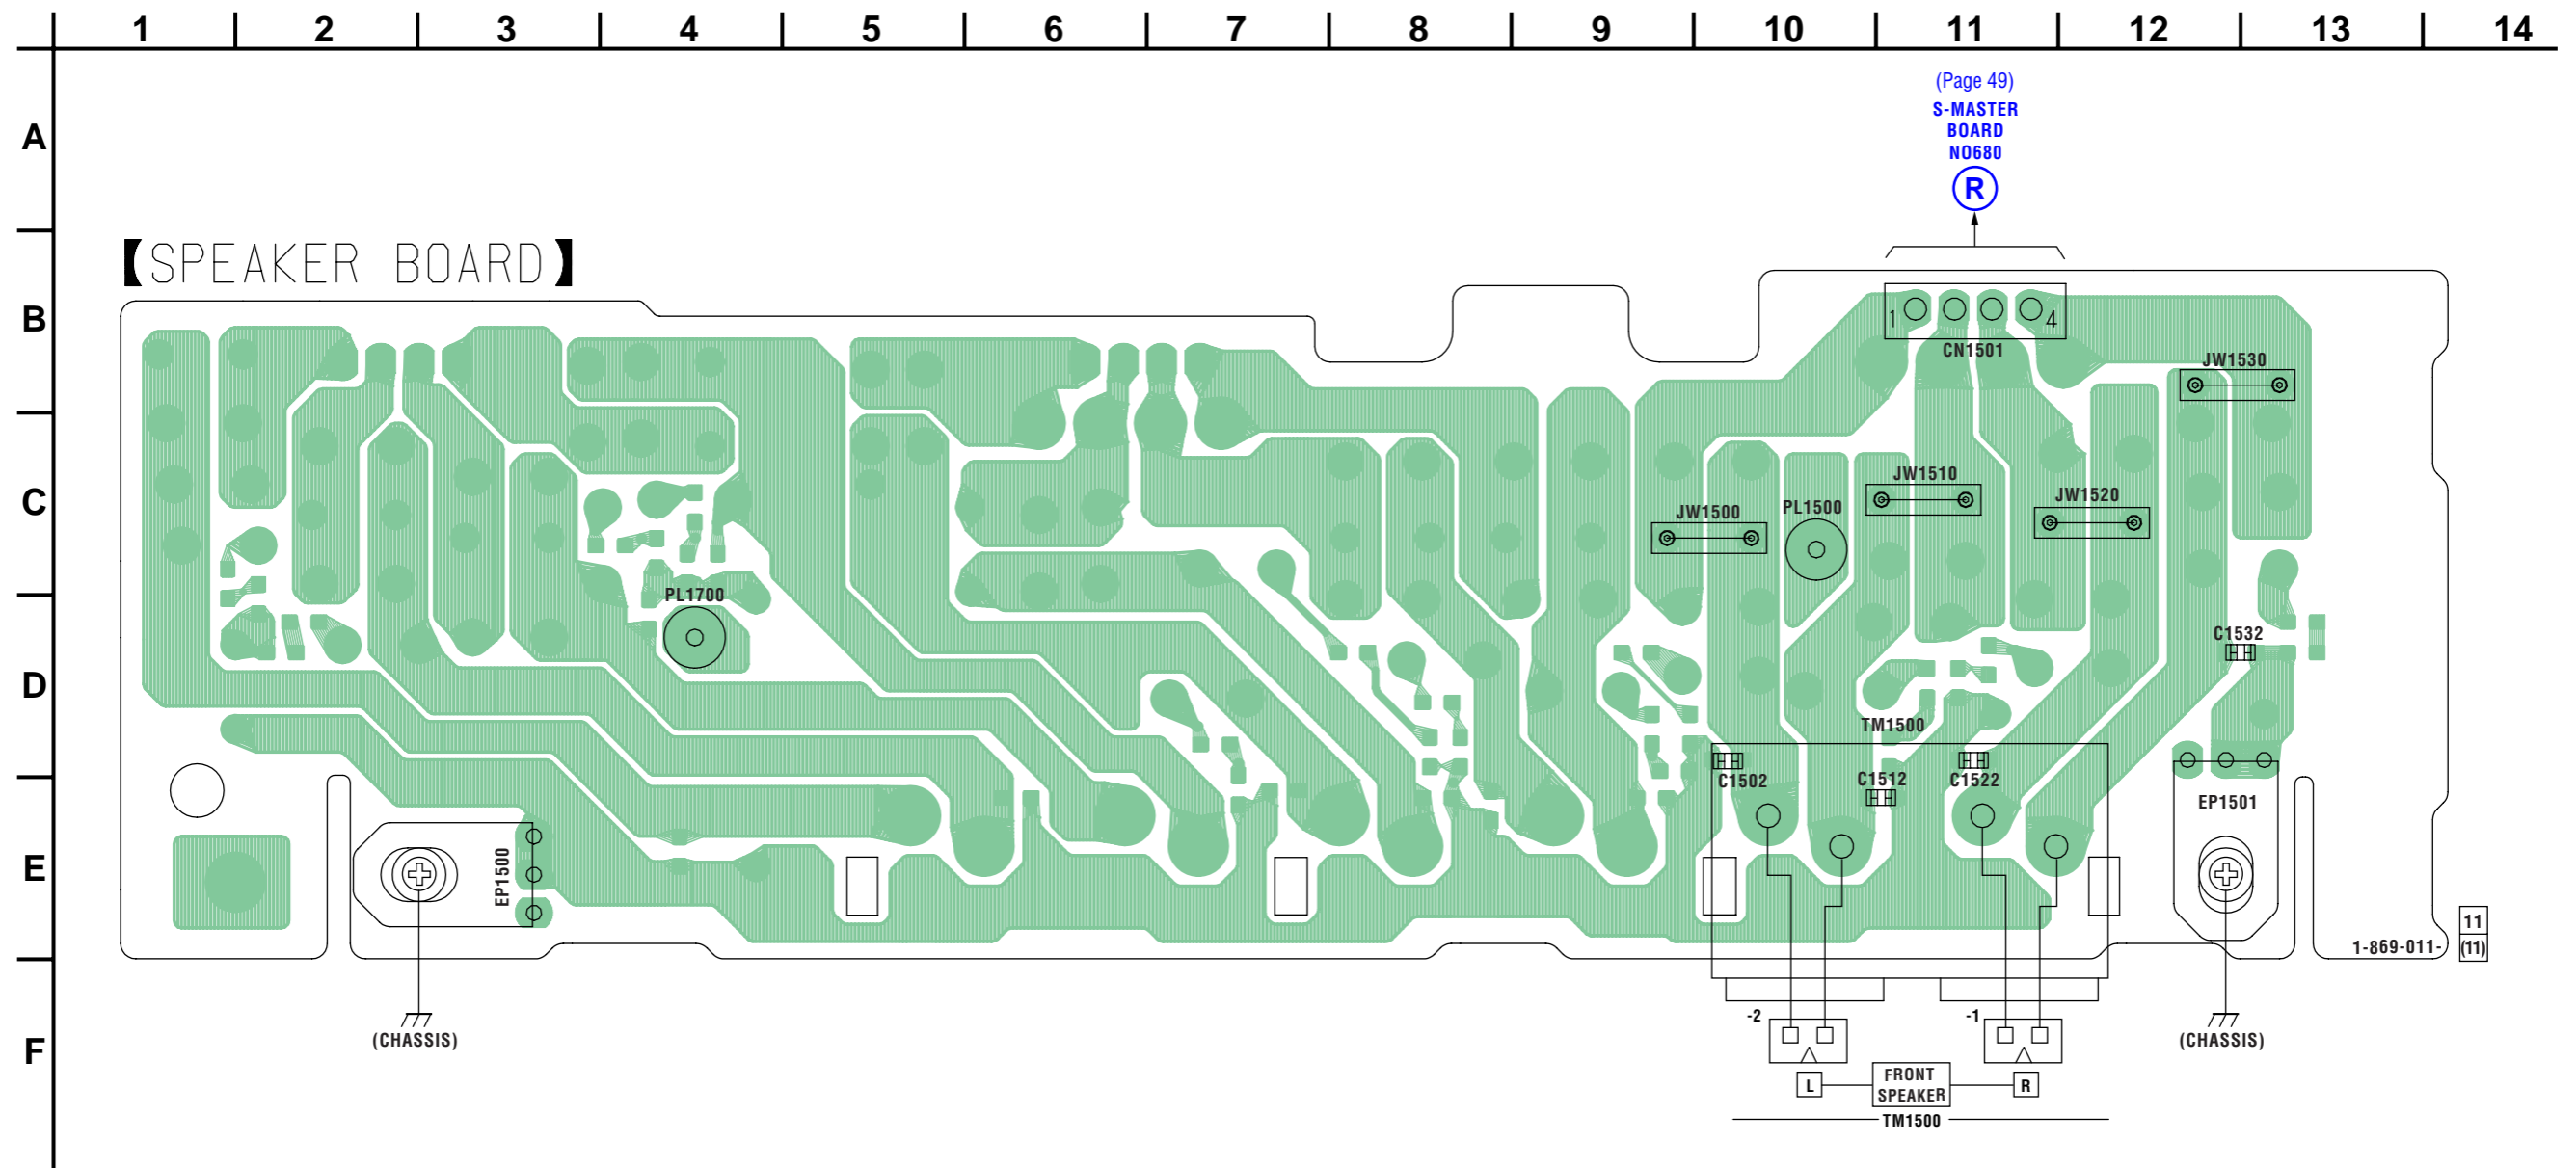 1 2 3 4 5 6 7 8 9 10 11 12 13 14
A
(Page 49)
S-MASTER
BOARD
NO680
R
【SPEAKER BOARD】
B
1 4
CN1501
JW1530
C
JW1510
JW1520
JW1500
PL1500
PL1700
C1532
D
TM1500
C1502
C1512
C1522
EP1501
E
EP1500
11
1-869-011- (11)
F
(CHASSIS)
-2
-1
(CHASSIS)
L
FRONT
SPEAKER
R
TM1500